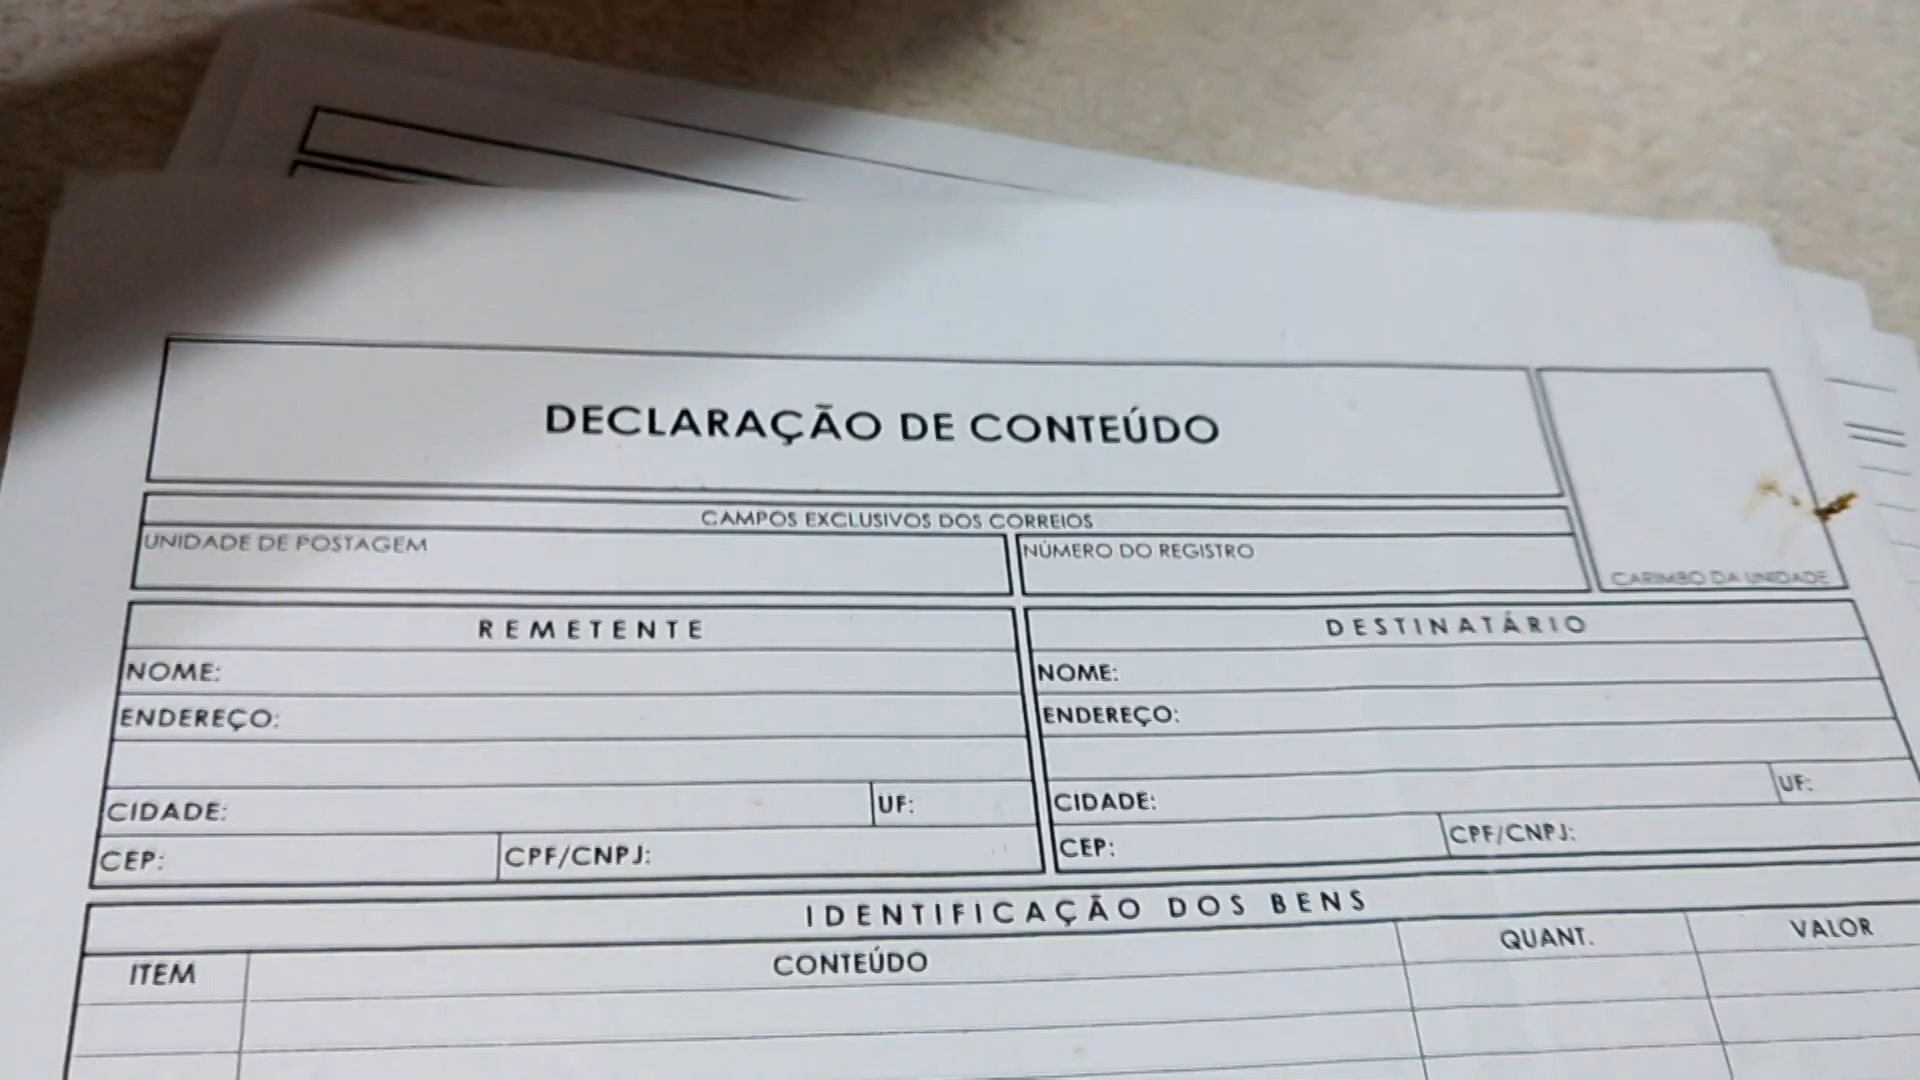 DECLARAÇÃO DE CONTEÚDO
CAMPOS EXCLUSIVOS DOS CORREIOS
UNIDADE DE POSTAGEM
NÚMERO DO REGISTRO
CARIMBO DA UNIDADE
REMETENTE
NOME:
ENDEREÇO:
CIDADE:
UF:
CEP:
CPF/CNPJ:
DESTINATÁRIO
NOME:
ENDEREÇO:
CIDADE:
UF:
CEP:
CPF/CNPJ:
IDENTIFICAÇÃO DOS BENS
ITEM
CONTEÚDO
QUANT.
VALOR